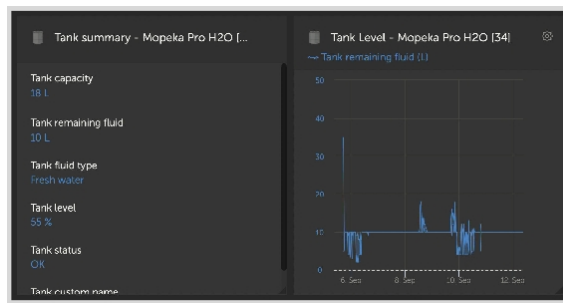 Tank summary - Mopeka Pro H2O [...
Tank capacity
18 L
Tank remaining fluid
10 L
Tank fluid type
Fresh water
Tank level
55 %
Tank status
OK
Tank custom name
Tank Level - Mopeka Pro H2O [34]
Tank remaining fluid (L)
50
40
30
20
10
0
6. Sep
8. Sep
10. Sep
12. Sep